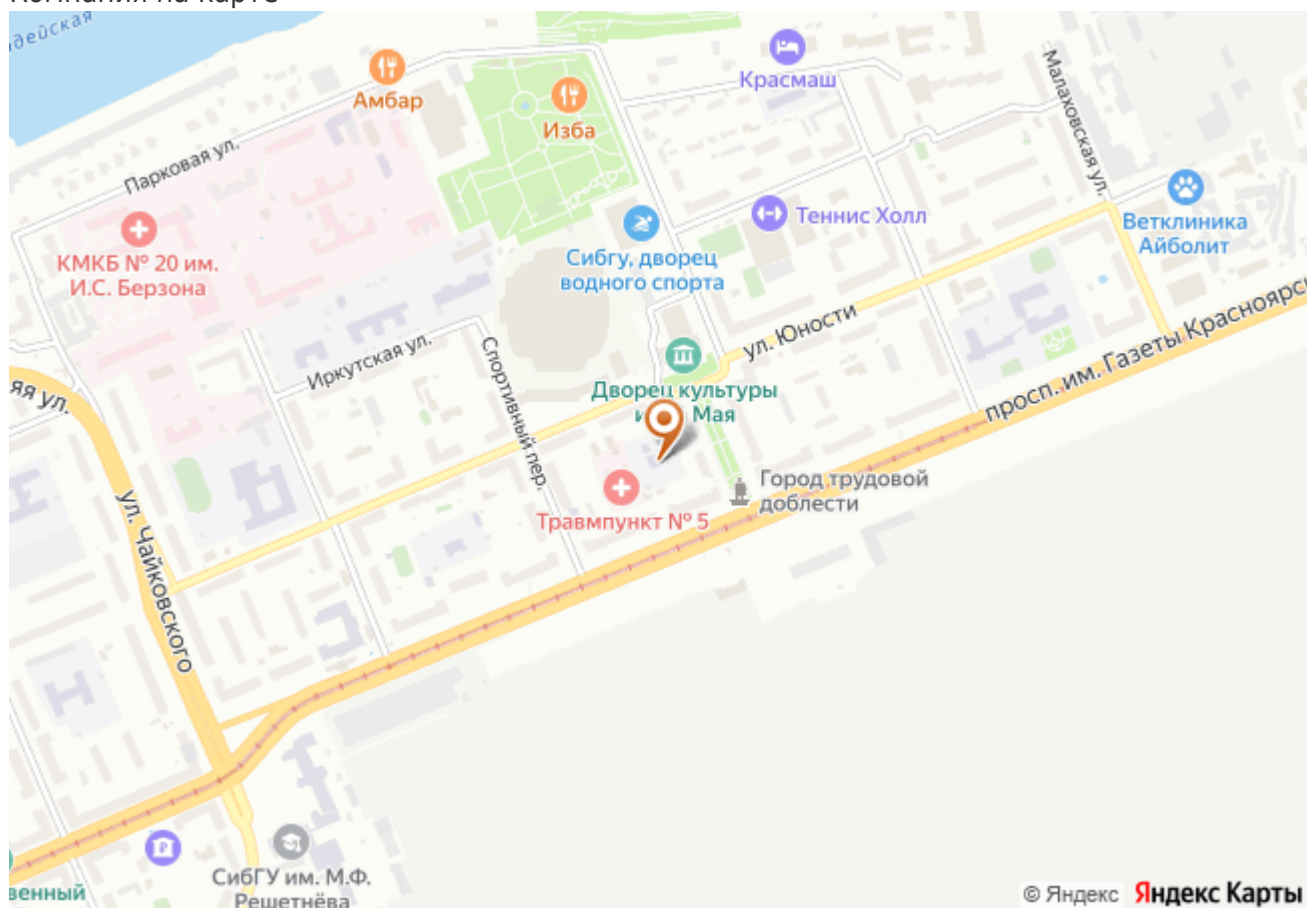 Компания на карте
дейская
Амбар
Изба
Красмаш
Малаховская ул.
Парковая ул.
КМКБ № 20 им.
И.С. Берзона
Сибгу, дворец
водного спорта
Теннис Холл
Ветклиника
Айболит
Иркутская ул.
Спортивный пер.
ул. Юности
просп. им. Газеты Красноярс
Дворец культуры
Мая
яя ул.
ул. Чайковского
Травмпункт № 5
Город трудовой
доблести
СибГУ им. М.Ф.
Решетнёва
венный
© Яндекс Яндекс Карты